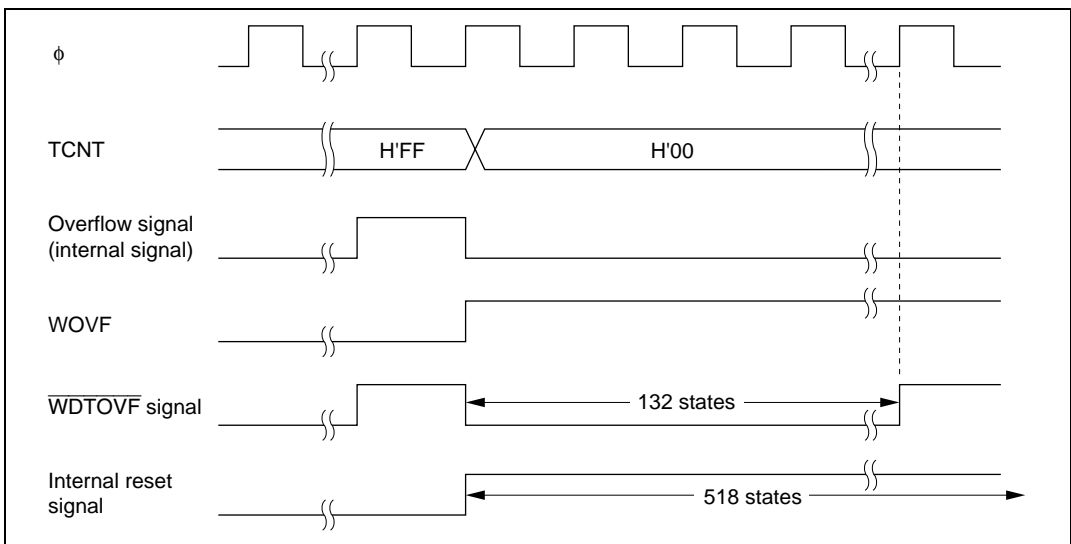 ϕ
TCNT
H'FF
H'00
Overflow signal
(internal signal)
WOVF
WDTOVF signal
132 states
Internal reset
signal
518 states